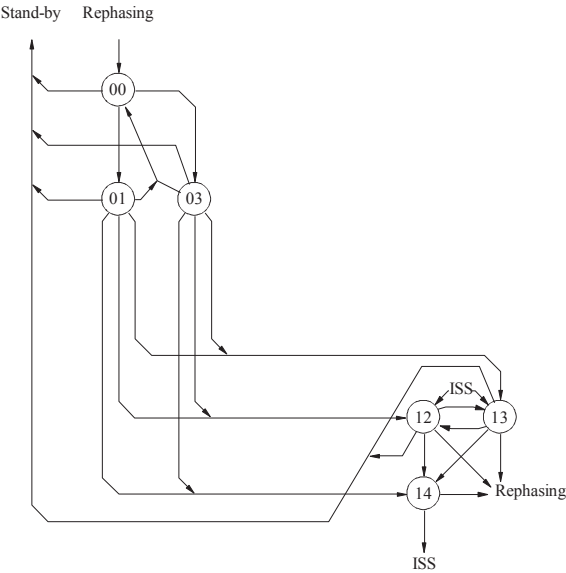 Stand-by Rephasing
00
01 03
ISS
12 13
14 Rephasing
ISS